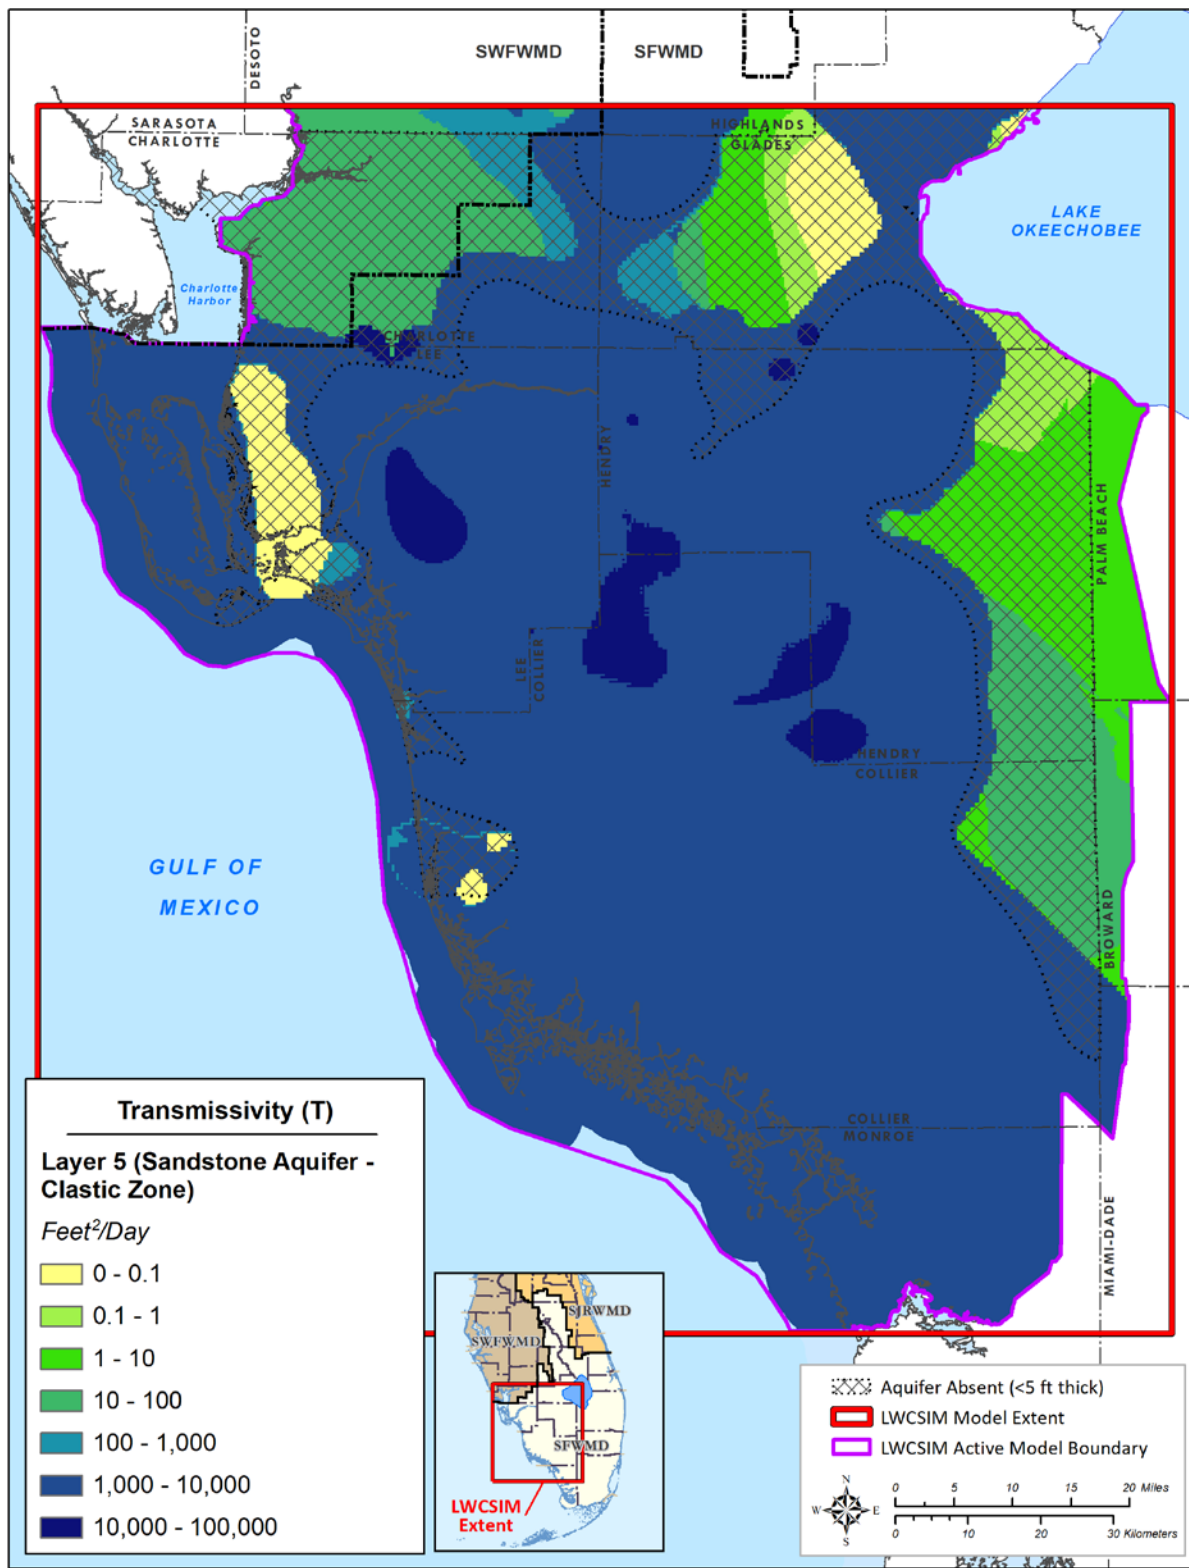 DESOTO
SWFWMD
SFWMD
SARASOTA
CHARLOTTE
HIGHLANDS
GLADES
LAKE
OKEECHOBEE
Charlotte
Harbor
CHARLOTTE
LEE
HENDRY
PALM BEACH
LEE
COLLIER
HENDRY
COLLIER
GULF OF
MEXICO
BROWARD
COLLIER
MONROE
MIAMI-DADE
Transmissivity (T)
Layer 5 (Sandstone Aquifer -
Clastic Zone)
Feet²/Day
0 - 0.1
0.1 - 1
1 - 10
10 - 100
100 - 1,000
1,000 - 10,000
10,000 - 100,000
SJRWMD
SWFWMD
SFWMD
LWCSIM
Extent
Aquifer Absent (<5 ft thick)
LWCSIM Model Extent
LWCSIM Active Model Boundary
N
W E
S
0 5 10 15 20 Miles
0 10 20 30 Kilometers